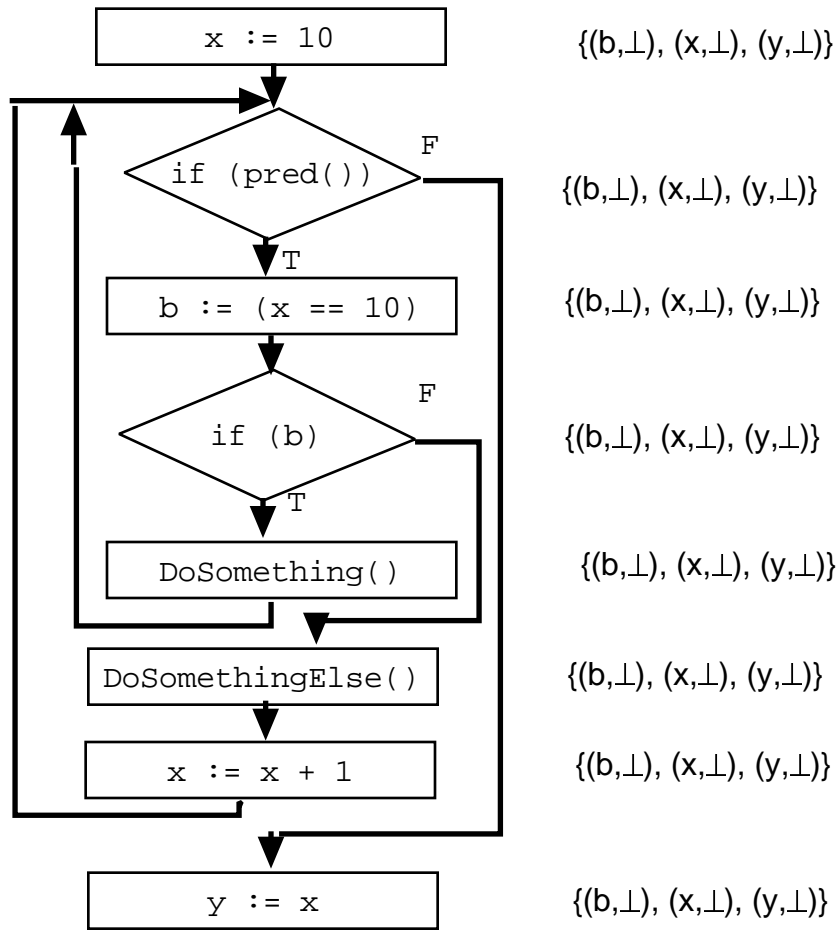 x := 10 {(b,⊥), (x,⊥), (y,⊥)}
F
if (pred()) {(b,⊥), (x,⊥), (y,⊥)}
T
b := (x == 10) {(b,⊥), (x,⊥), (y,⊥)}
F
if (b) {(b,⊥), (x,⊥), (y,⊥)}
T
DoSomething() {(b,⊥), (x,⊥), (y,⊥)}
DoSomethingElse() {(b,⊥), (x,⊥), (y,⊥)}
x := x + 1 {(b,⊥), (x,⊥), (y,⊥)}
y := x {(b,⊥), (x,⊥), (y,⊥)}